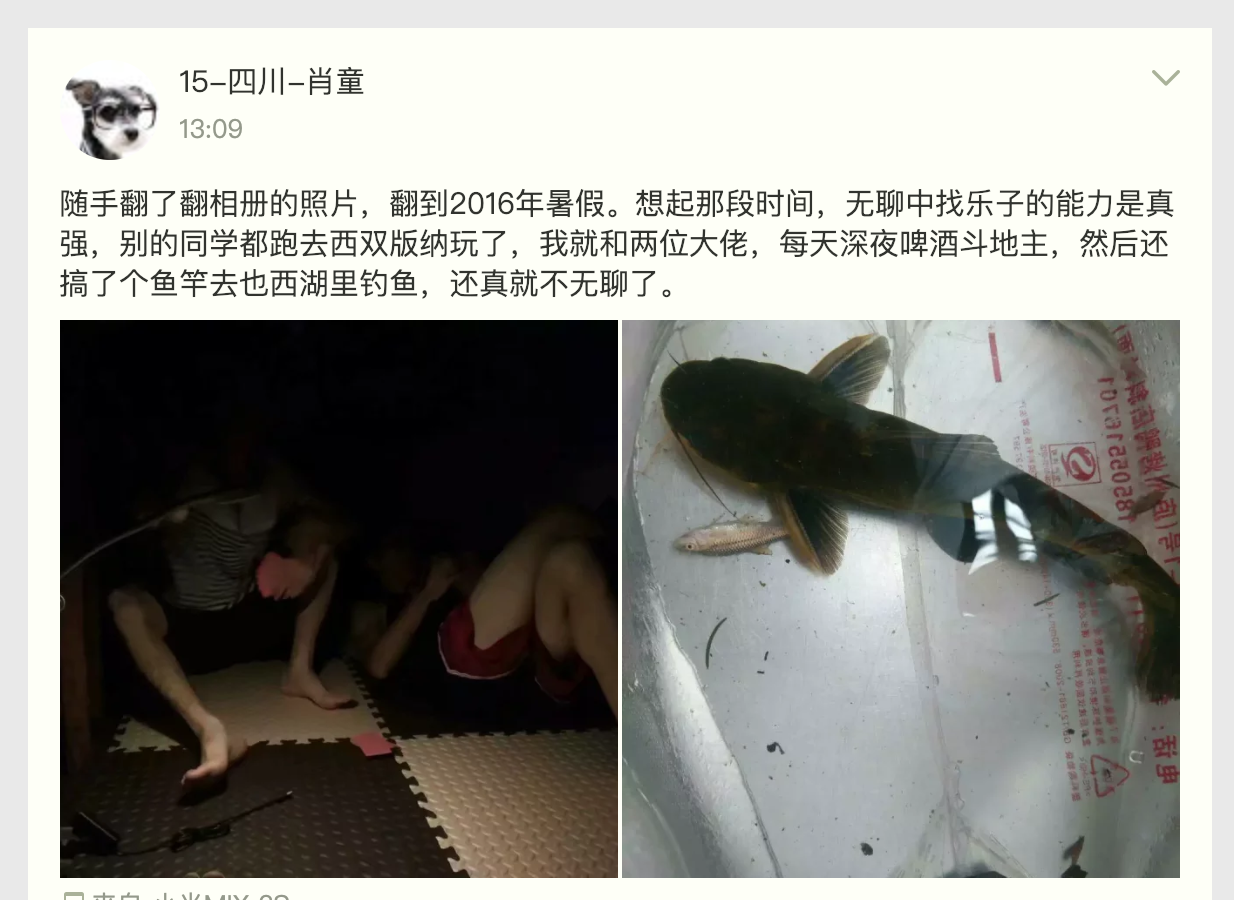 15-四川-肖童
13:09
随手翻了翻相册的照片，翻到2016年暑假。想起那段时间，无聊中找乐子的能力是真
强，别的同学都跑去西双版纳玩了，我就和两位大佬，每天深夜啤酒斗地主，然后还
搞了个鱼竿去也西湖里钓鱼，还真就不无聊了。